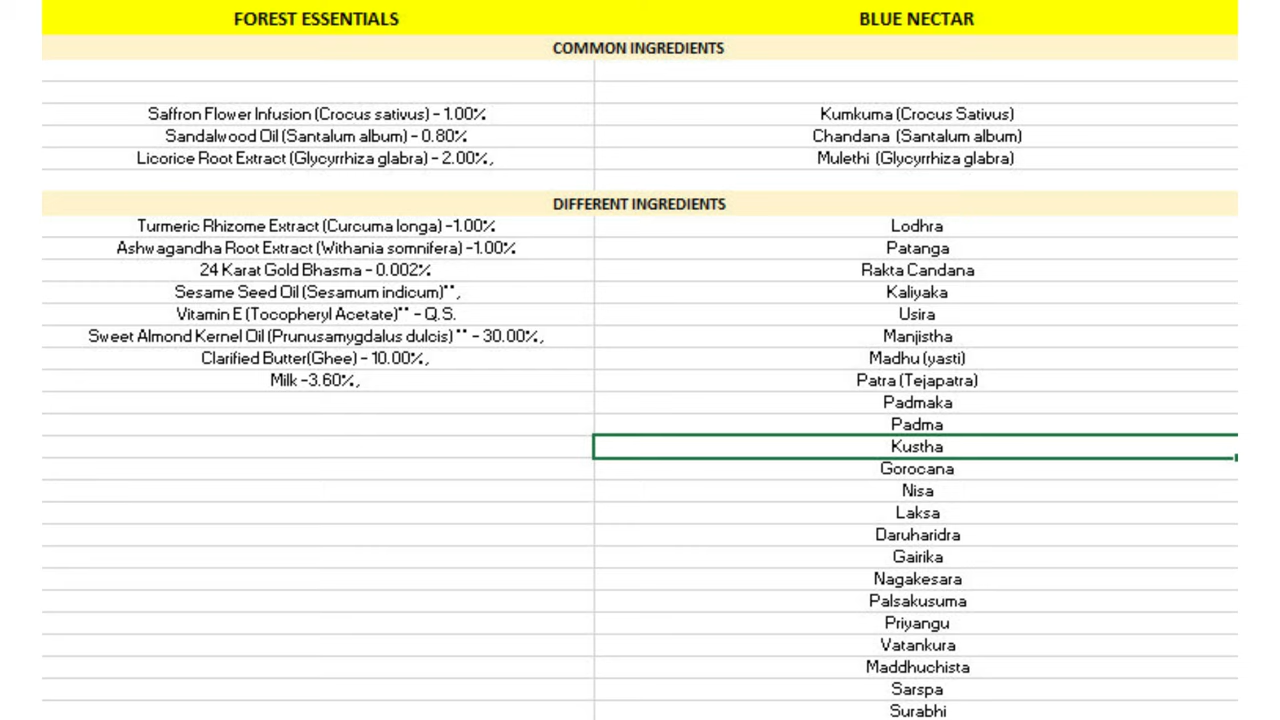 FOREST ESSENTIALS BLUE NECTAR
COMMON INGREDIENTS
Saffron Flower Infusion (Crocus sativus) - 1.00% Kumkuma (Crocus Sativus)
Sandalwood Oil (Santalum album) - 0.80% Chandana (Santalum album)
Licorice Root Extract (Glycyrrhiza glabra) - 2.00%, Mulethi (Glycyrrhiza glabra)
DIFFERENT INGREDIENTS
Turmeric Rhizome Extract (Curcuma longa) -1.00% Lodhra
Ashwagandha Root Extract (Withania somnifera) -1.00% Patanga
24 Karat Gold Bhasma - 0.002% Rakta Candana
Sesame Seed Oil (Sesamum indicum)**, Kaliyaka
Vitamin E (Tocopheryl Acetate)** - Q.S. Usira
Sweet Almond Kernel Oil (Prunusamygdalus dulcis) ** - 30.00%, Manjistha
Clarified Butter(Ghee) - 10.00%, Madhu (yasti)
Milk -3.60%, Patra (Tejapatra)
Padmaka
Padma
Kustha
Gorocana
Nisa
Laksa
Daruharidra
Gairika
Nagakesara
Palsakusuma
Priyangu
Vatankura
Maddhuchista
Sarspa
Surabhi